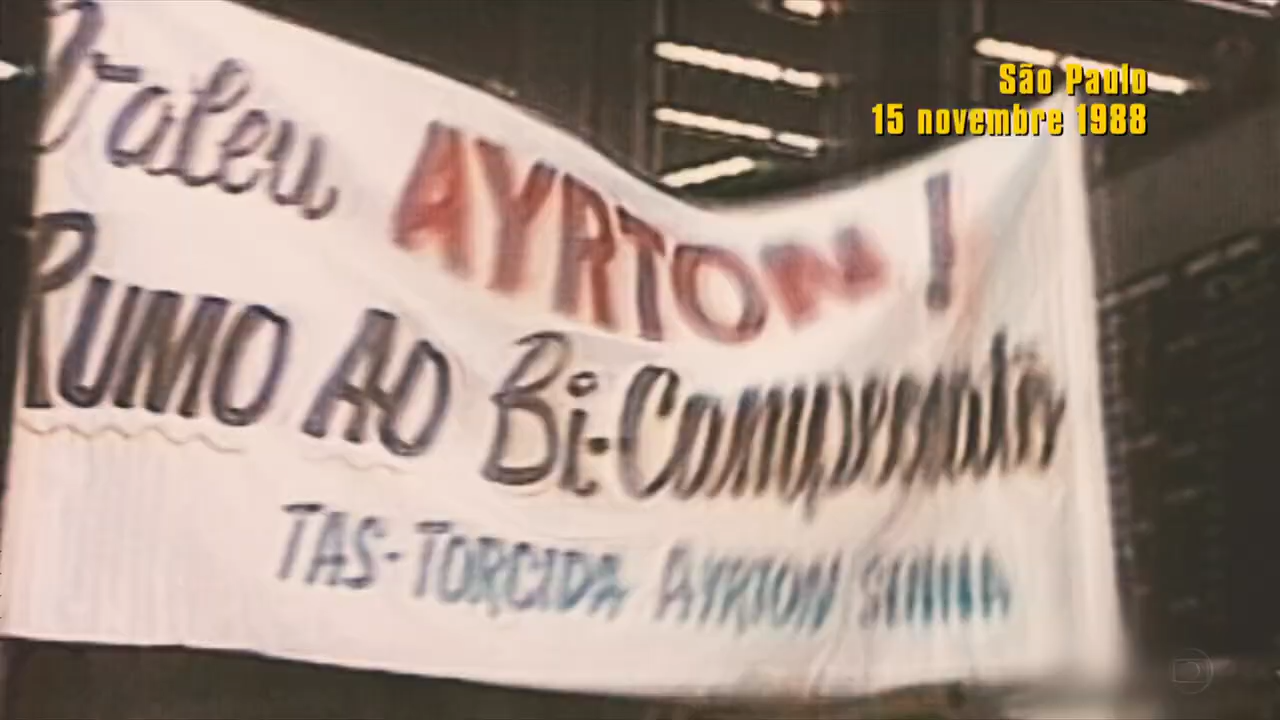 São Paulo
15 novembre 1988
Valeu, AYRTON!
RUMO AO Bi-Campeonato
TAS-TORCIDA AYRTON SENNA